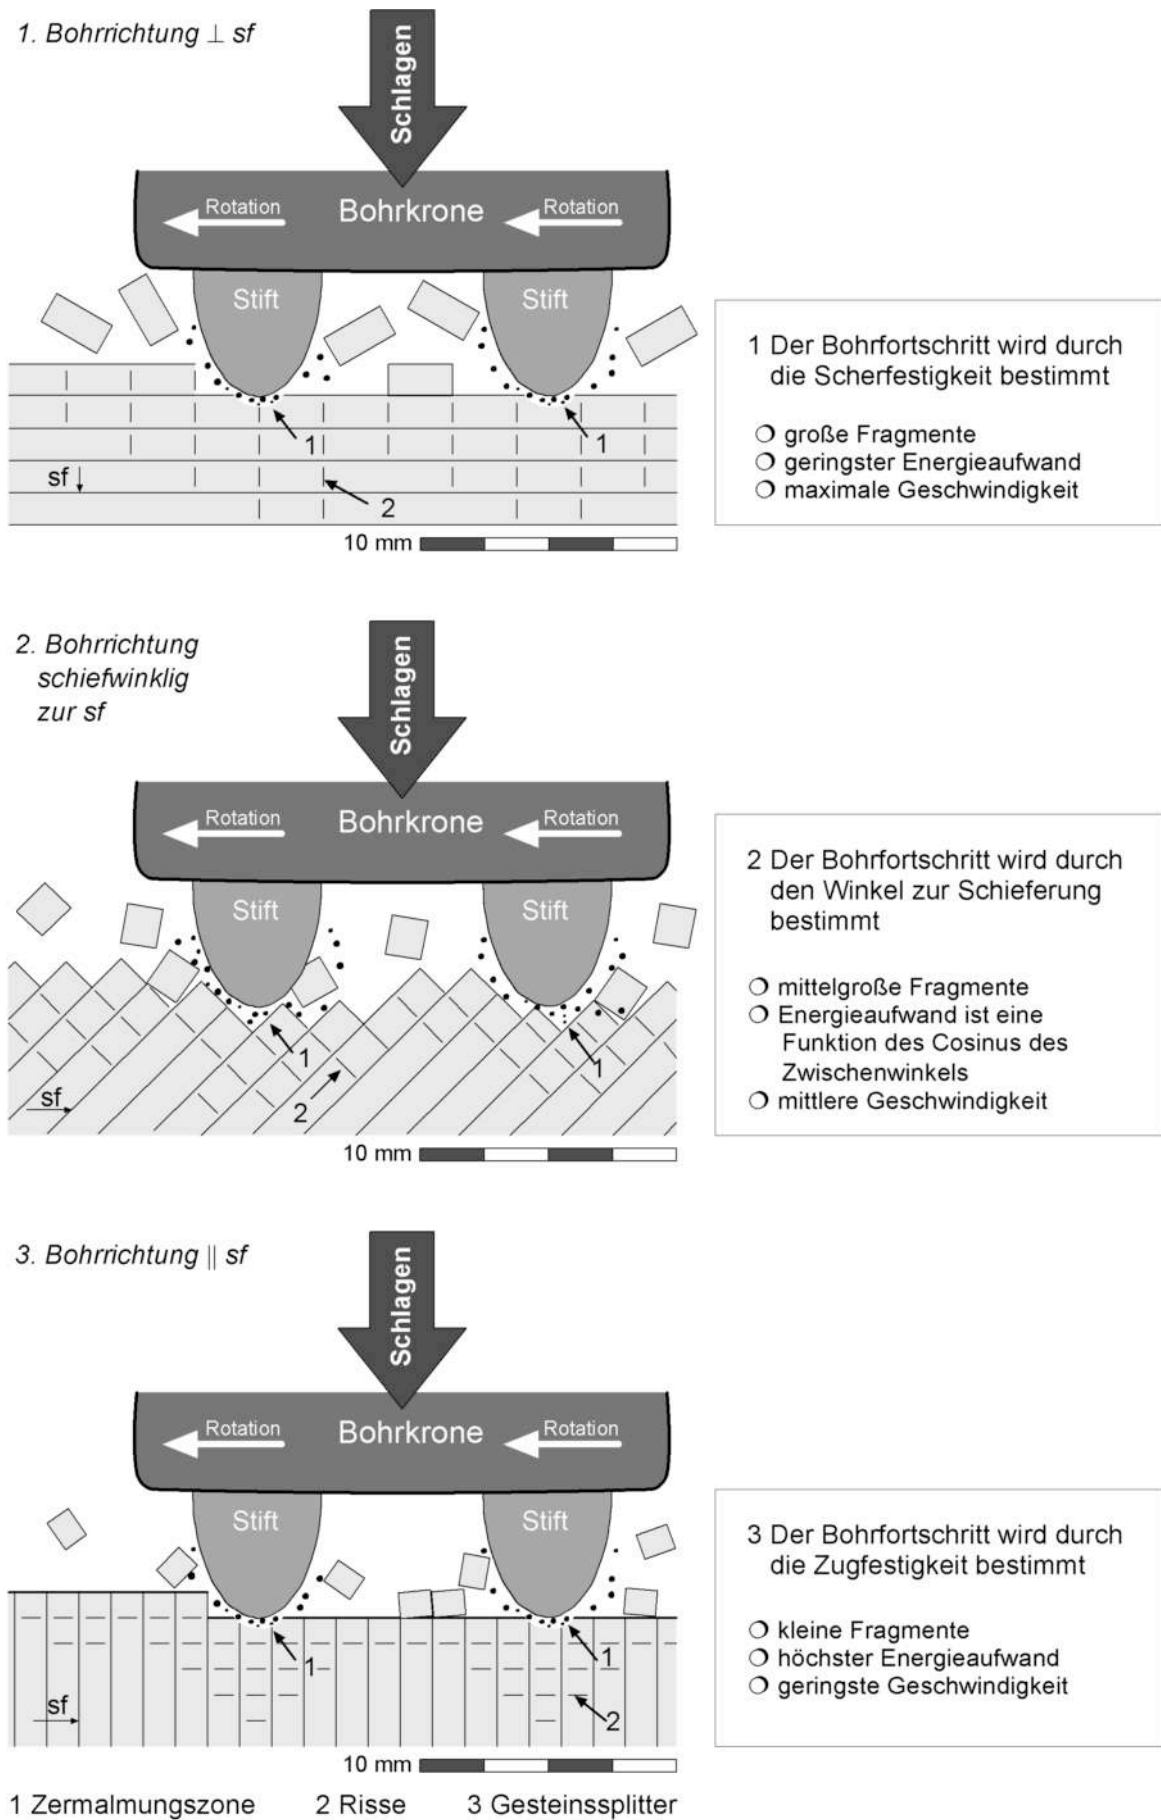 1. Bohrrichtung ⊥ sf
Schlagen
Rotation
Bohrkrone
Rotation
Stift
Stift
1
1
sf
2
10 mm
1 Der Bohrfortschritt wird durch
die Scherfestigkeit bestimmt
große Fragmente
geringster Energieaufwand
maximale Geschwindigkeit
2. Bohrrichtung
schiefwinklig
zur sf
Schlagen
Rotation
Bohrkrone
Rotation
Stift
Stift
1
1
sf
2
10 mm
2 Der Bohrfortschritt wird durch
den Winkel zur Schieferung
bestimmt
mittelgroße Fragmente
Energieaufwand ist eine
Funktion des Cosinus des
Zwischenwinkels
mittlere Geschwindigkeit
3. Bohrrichtung || sf
Schlagen
Rotation
Bohrkrone
Rotation
Stift
Stift
1
1
sf
2
10 mm
3 Der Bohrfortschritt wird durch
die Zugfestigkeit bestimmt
kleine Fragmente
höchster Energieaufwand
geringste Geschwindigkeit
1 Zermalmungszone 2 Risse 3 Gesteinssplitter